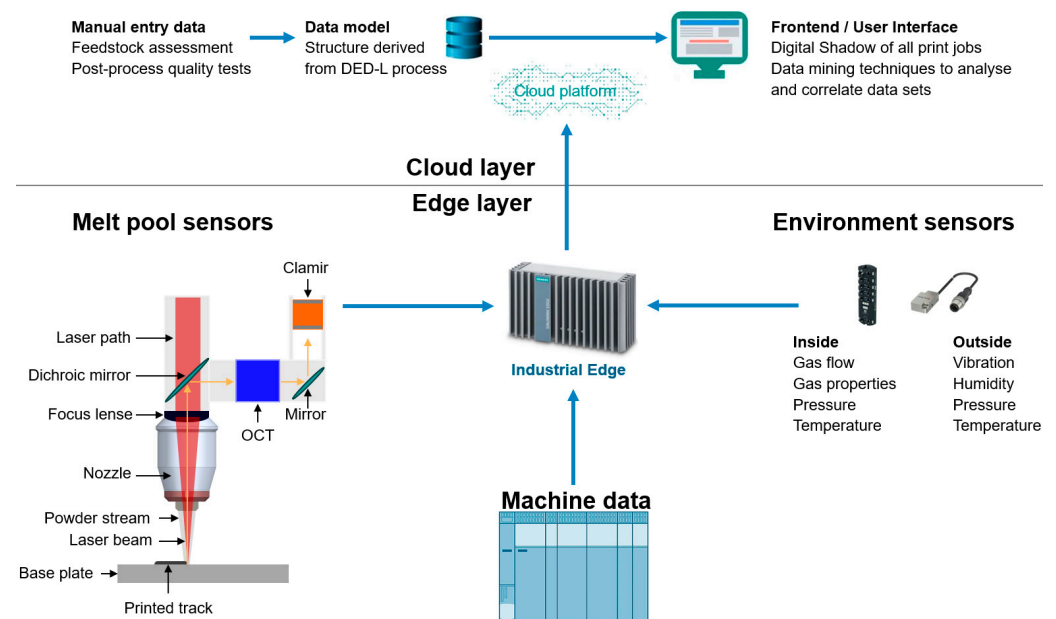 Manual entry data
Feedstock assessment
Post-process quality tests
Data model
Structure derived
from DED-L process
Frontend / User Interface
Digital Shadow of all print jobs
Data mining techniques to analyse
and correlate data sets
Cloud platform
Cloud layer
Edge layer
Melt pool sensors
Environment sensors
Clamir
Laser path
Dichroic mirror
Focus lense
OCT
Mirror
Nozzle
Powder stream
Laser beam
Base plate
Printed track
Industrial Edge
Inside
Gas flow
Gas properties
Pressure
Temperature
Outside
Vibration
Humidity
Pressure
Temperature
Machine data